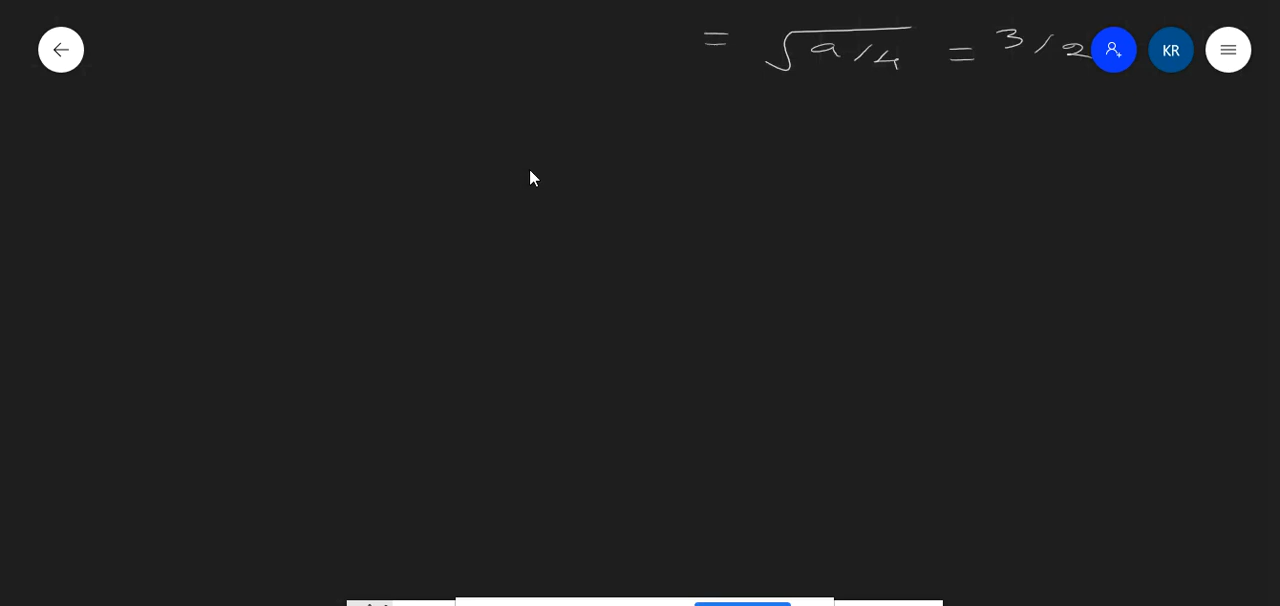 = √9/4 = 3/2
KR